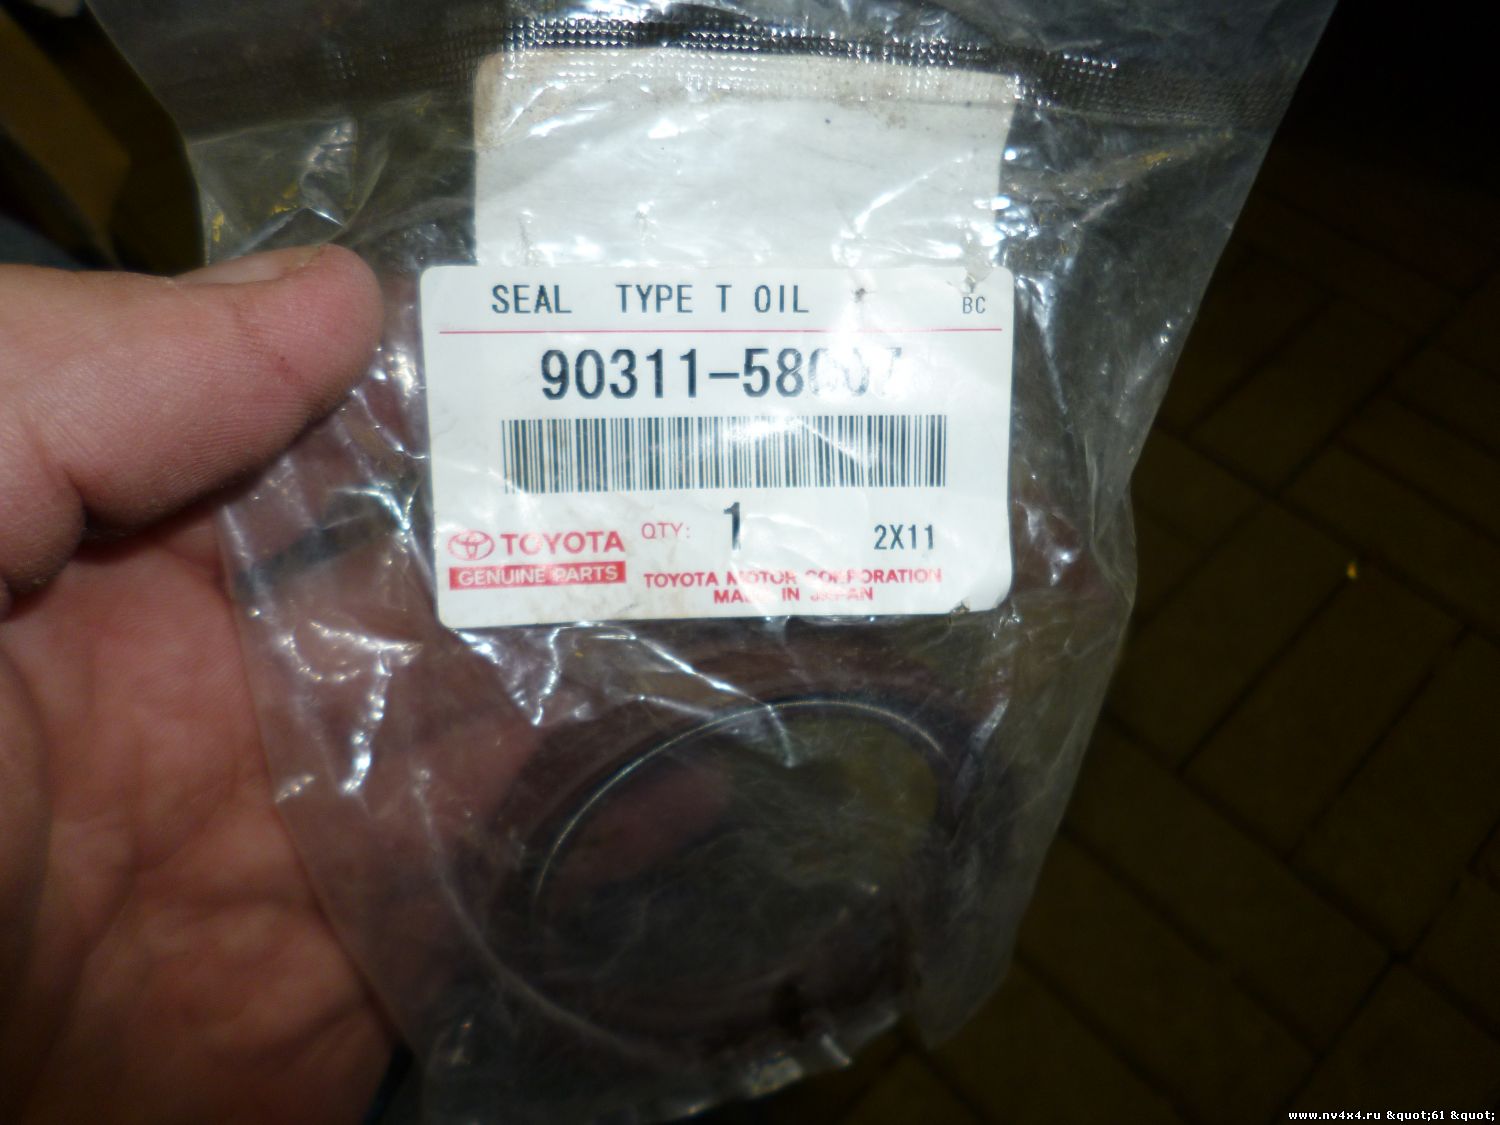 SEAL TYPE T OIL
BC
90311-58007
TOYOTA
GENUINE PARTS
QTY: 1
2X11
TOYOTA MOTOR CORPORATION
MADE IN JAPAN
www.nv4x4.ru &quot;61 &quot;